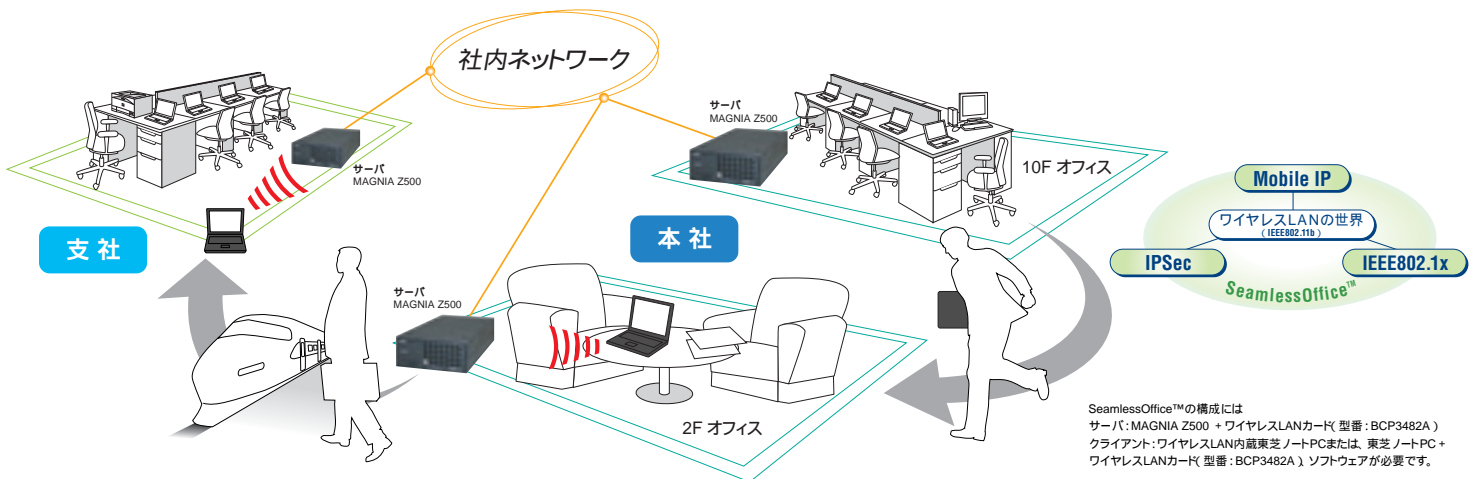 社内ネットワーク
サーバ
MAGNIA Z500
サーバ
MAGNIA Z500
10F オフィス
支 社
本 社
サーバ
MAGNIA Z500
2F オフィス
Mobile IP
ワイヤレスLANの世界
(IEEE802.11b)
IPSec
IEEE802.1x
SeamlessOffice™
SeamlessOffice™の構成には
サーバ：MAGNIA Z500 + ワイヤレスLANカード( 型番：BCP3482A )
クライアント：ワイヤレスLAN内蔵東芝ノートPCまたは、東芝ノートPC +
ワイヤレスLANカード( 型番：BCP3482A )、ソフトウェアが必要です。